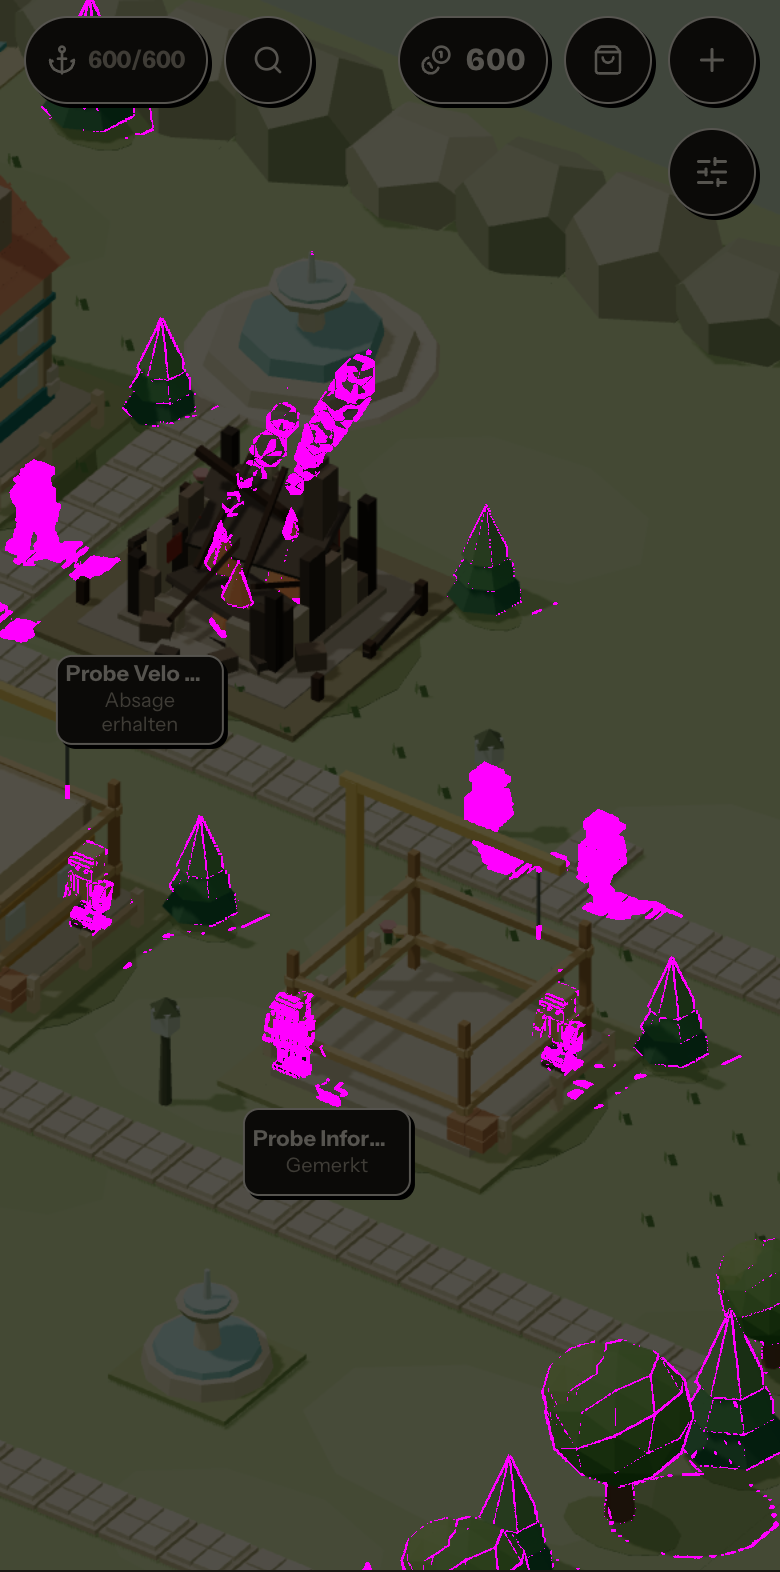 600/600
600
Probe Velo ...
Absage
erhalten
Probe Infor...
Gemerkt